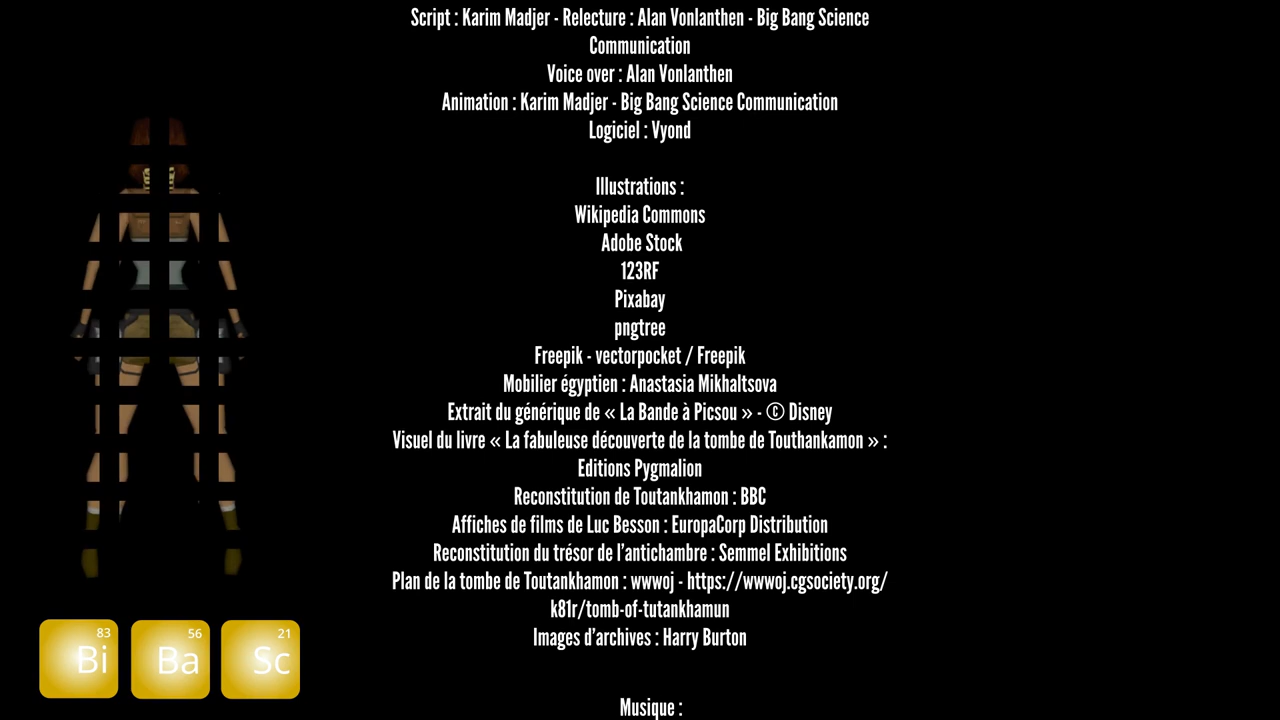 Script : Karim Madjer - Relecture : Alan Vonlanthen - Big Bang Science
Communication
Voice over : Alan Vonlanthen
Animation : Karim Madjer - Big Bang Science Communication
Logiciel : Vyond
Illustrations :
Wikipedia Commons
Adobe Stock
123RF
Pixabay
pngtree
Freepik - vectorpocket / Freepik
Mobilier égyptien : Anastasia Mikhaltsova
Extrait du générique de « La Bande à Picsou » - © Disney
Visuel du livre « La fabuleuse découverte de la tombe de Touthankamon » :
Editions Pygmalion
Reconstitution de Toutankhamon : BBC
Affiches de films de Luc Besson : EuropaCorp Distribution
Reconstitution du trésor de l'antichambre : Semmel Exhibitions
Plan de la tombe de Toutankhamon : wwwoj - https://wwwoj.cgsociety.org/
k81r/tomb-of-tutankhamun
Images d'archives : Harry Burton
Musique :
83 56 21
Bi Ba Sc